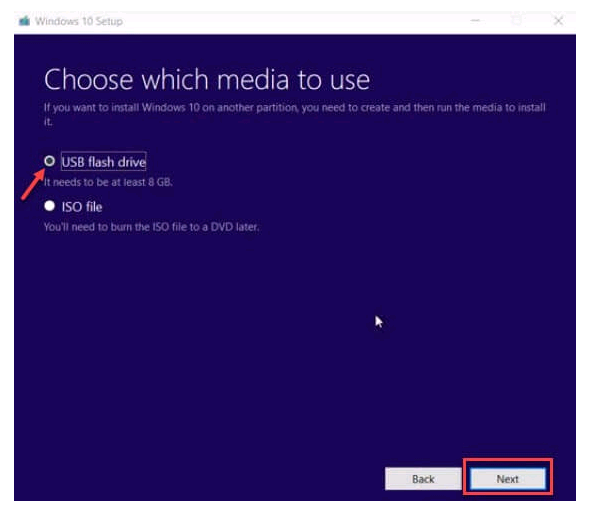 Windows 10 Setup
Choose which media to use
If you want to install Windows 10 on another partition, you need to create and then run the media to install
it.
USB flash drive
It needs to be at least 8 GB.
ISO file
You'll need to burn the ISO file to a DVD later.
Back Next